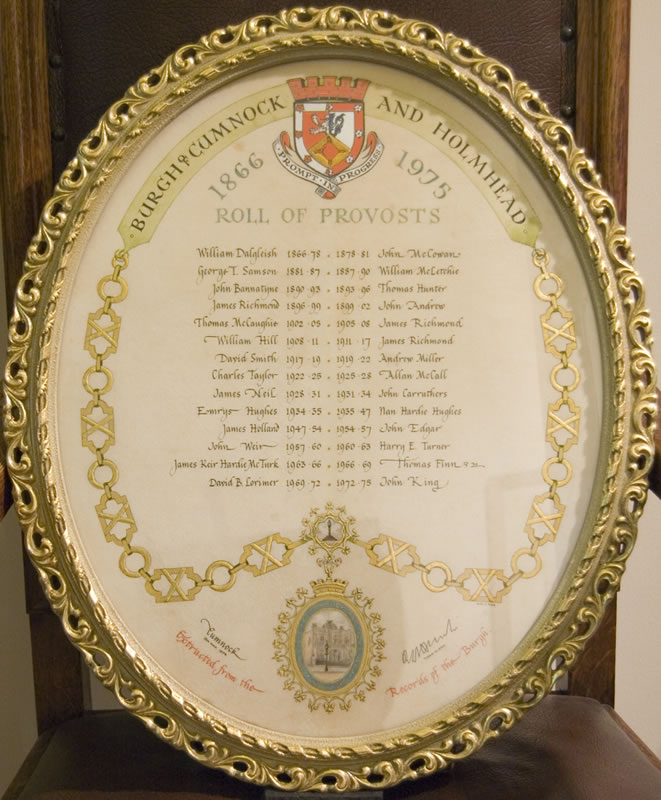 BURGH OF CUMNOCK AND HOLMHEAD
PROMPT IN PROGRESS
1866 1975
ROLL OF PROVOSTS
William Dalgleish 1866·78 · 1878·81 John McCowan
George T. Samson 1881·87 · 1887·90 William McLetchie
John Bannatyne 1890·93 · 1893·96 Thomas Hunter
James Richmond 1896·99 · 1899·02 John Andrew
Thomas McLaughin 1902·05 · 1905·08 James Richmond
William Hill 1908·11 · 1911·17 James Richmond
David Smith 1917·19 · 1919·22 Andrew Miller
Charles Taylor 1922·25 · 1925·28 Allan McCall
James Neil 1928·31 · 1931·34 John Carruthers
Emrys Hughes 1934·35 · 1935·47 Nan Hardie Hughes
James Holland 1947·54 · 1954·57 John Edgar
John Weir 1957·60 · 1960·63 Harry E. Turner
James Keir Hardie McTurk 1963·66 · 1966·69 Thomas Finn
David B. Lorimer 1969·72 · 1972·75 John King
Cumnock
Extracted from the Records of the Burgh